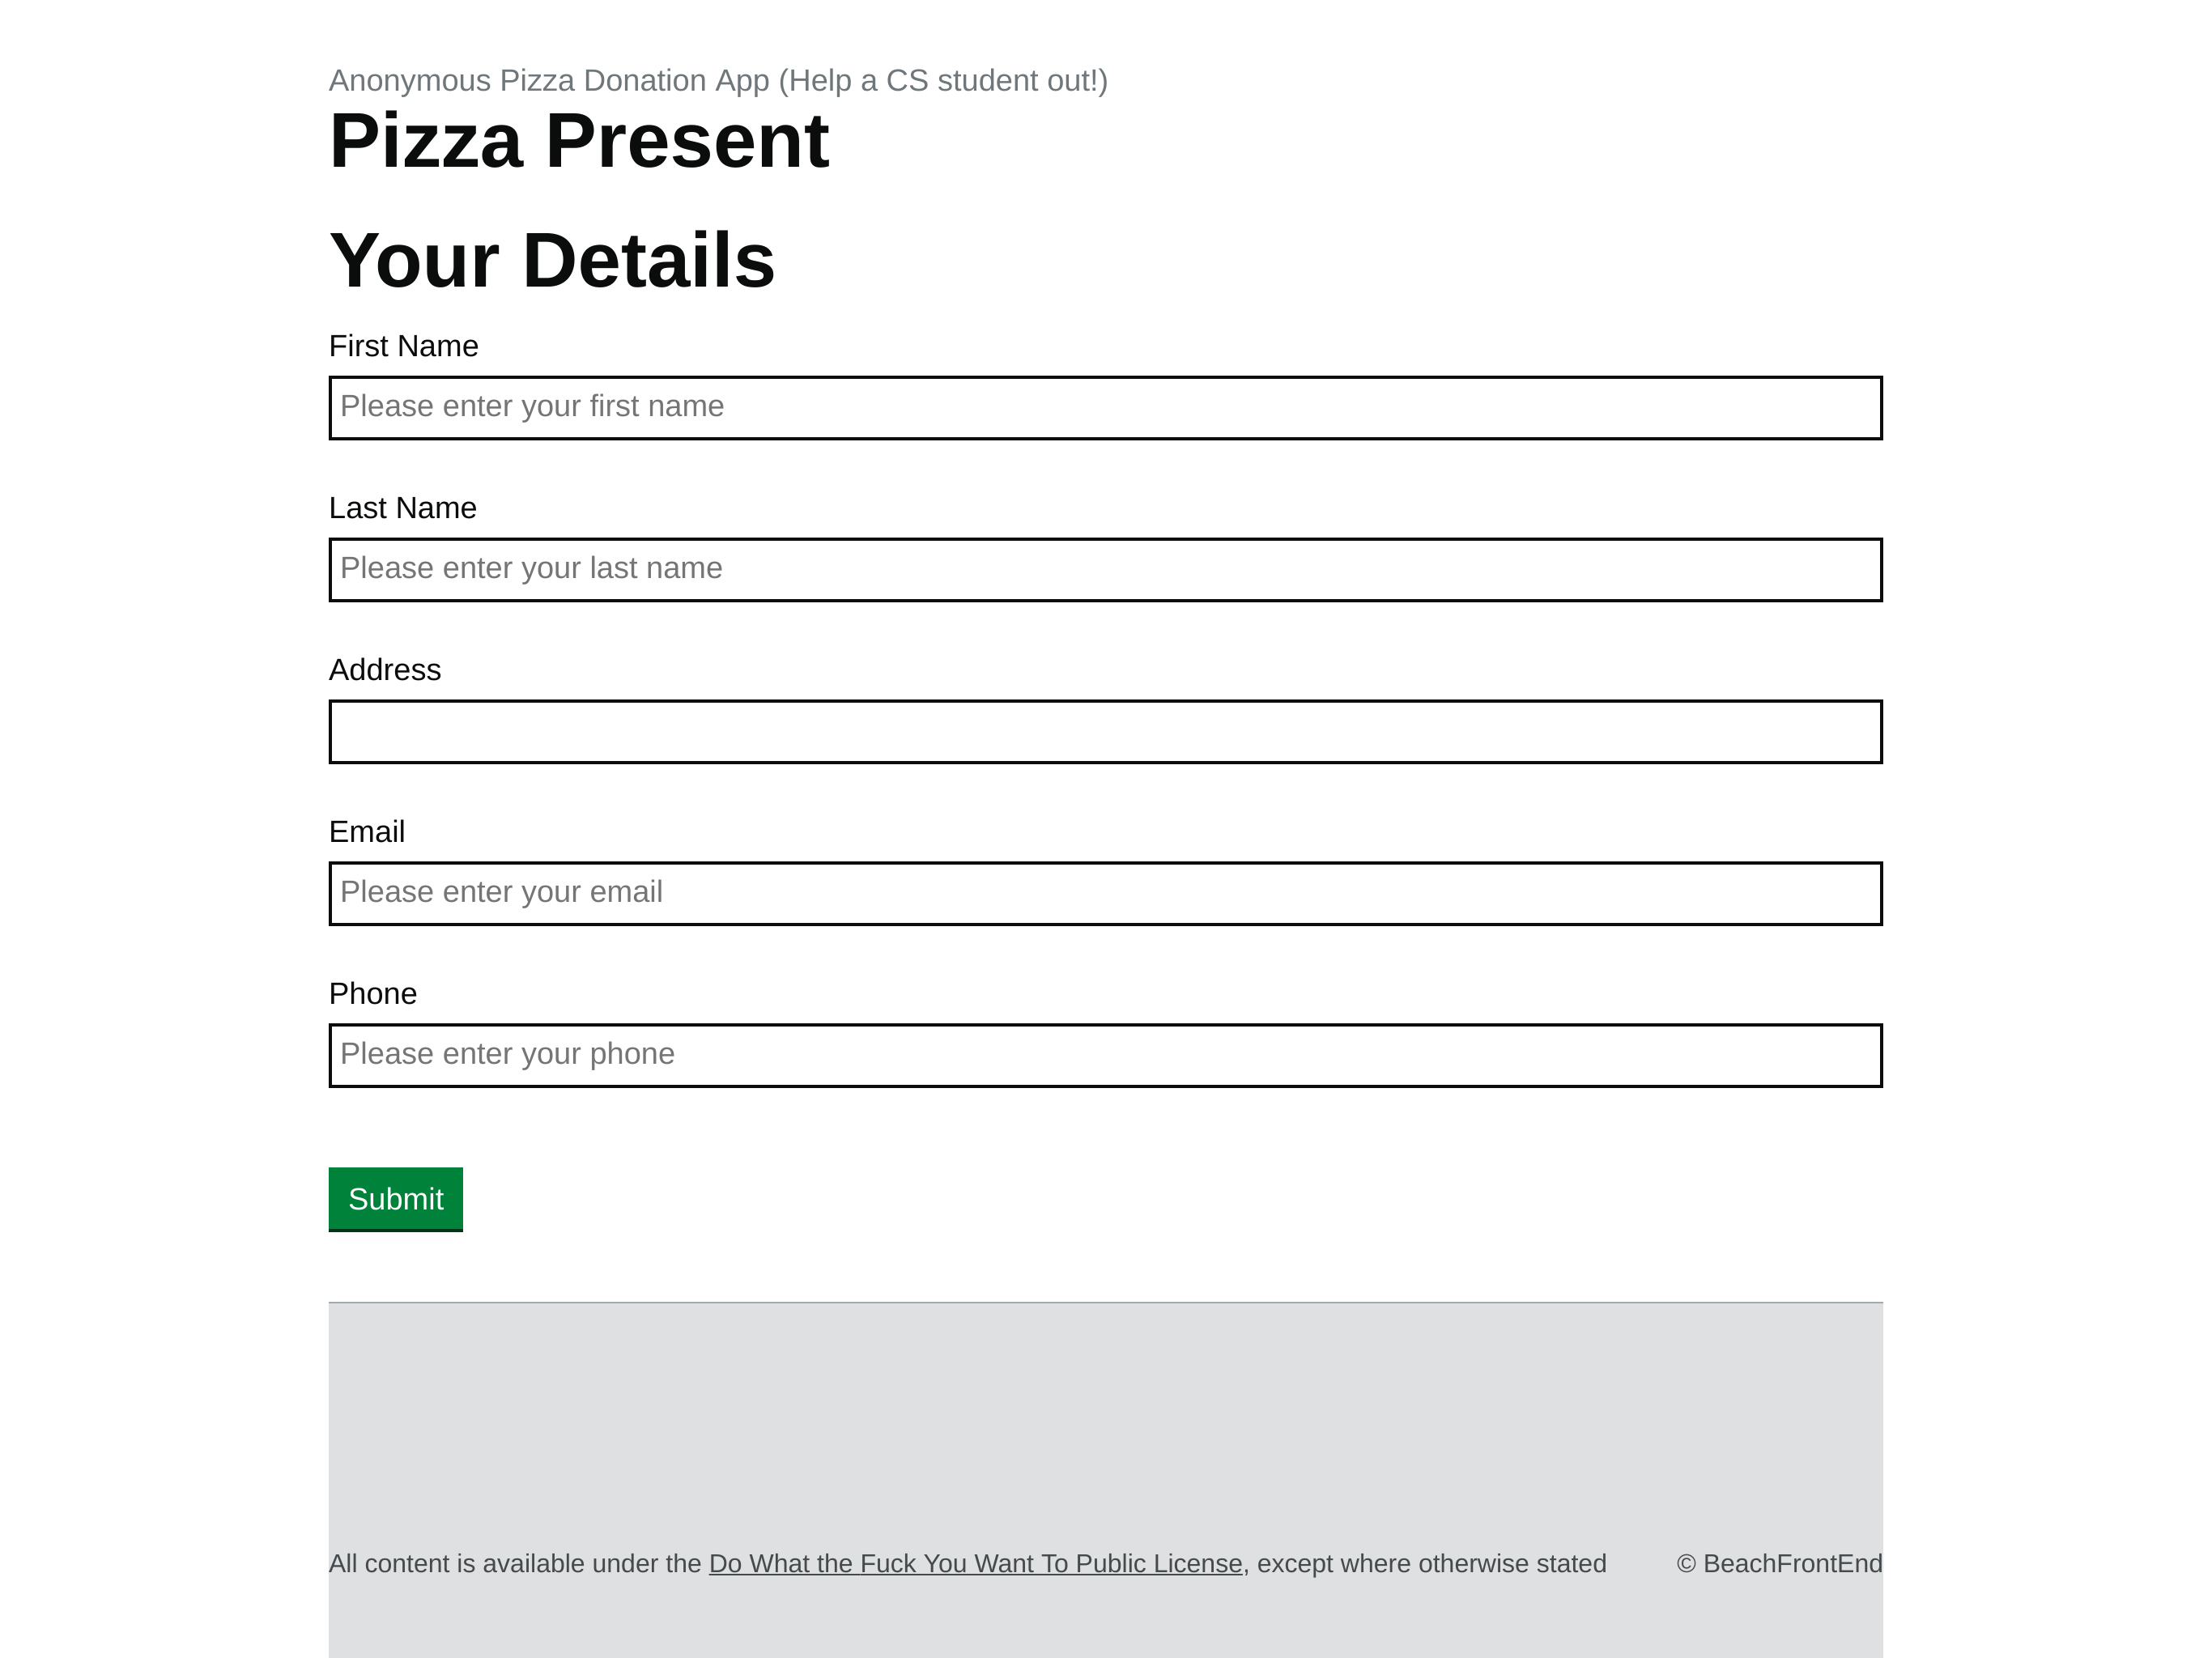 Anonymous Pizza Donation App (Help a CS student out!)
Pizza Present
Your Details
First Name
Please enter your first name
Last Name
Please enter your last name
Address
Email
Please enter your email
Phone
Please enter your phone
Submit
All content is available under the Do What the Fuck You Want To Public License, except where otherwise stated © BeachFrontEnd